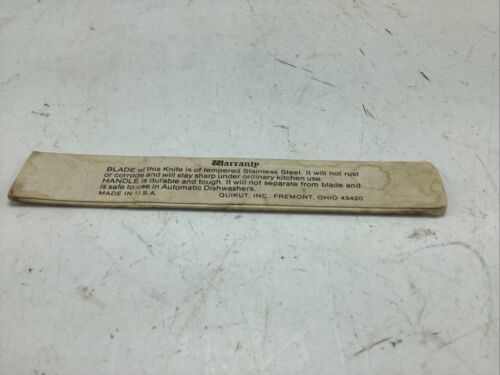 Warranty
BLADE of this Knife is of tempered Stainless Steel. It will not rust
or corrode and will stay sharp under ordinary kitchen use.
HANDLE is durable and tough. It will not separate from blade and
is safe to use in Automatic Dishwashers.
MADE IN U.S.A. QUIKUT, INC., FREMONT, OHIO 43420